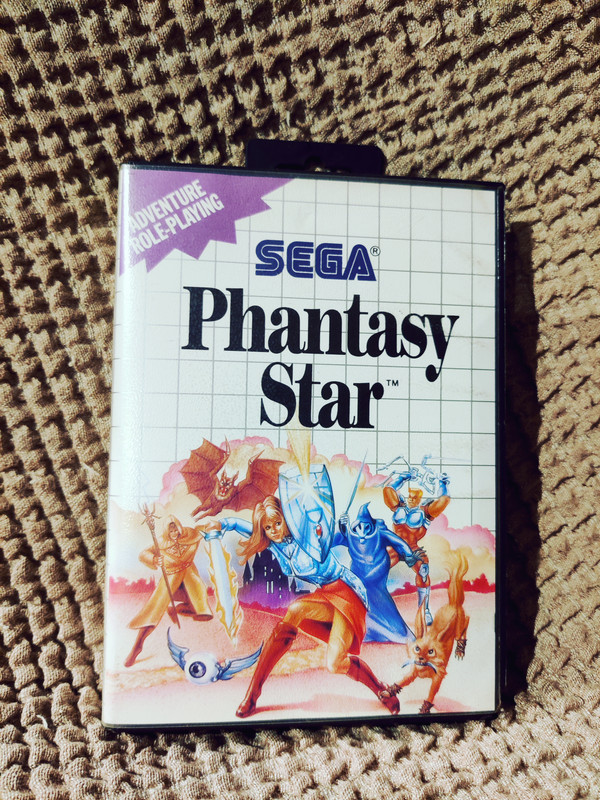 ADVENTURE
ROLE-PLAYING
SEGA®
Phantasy
Star™